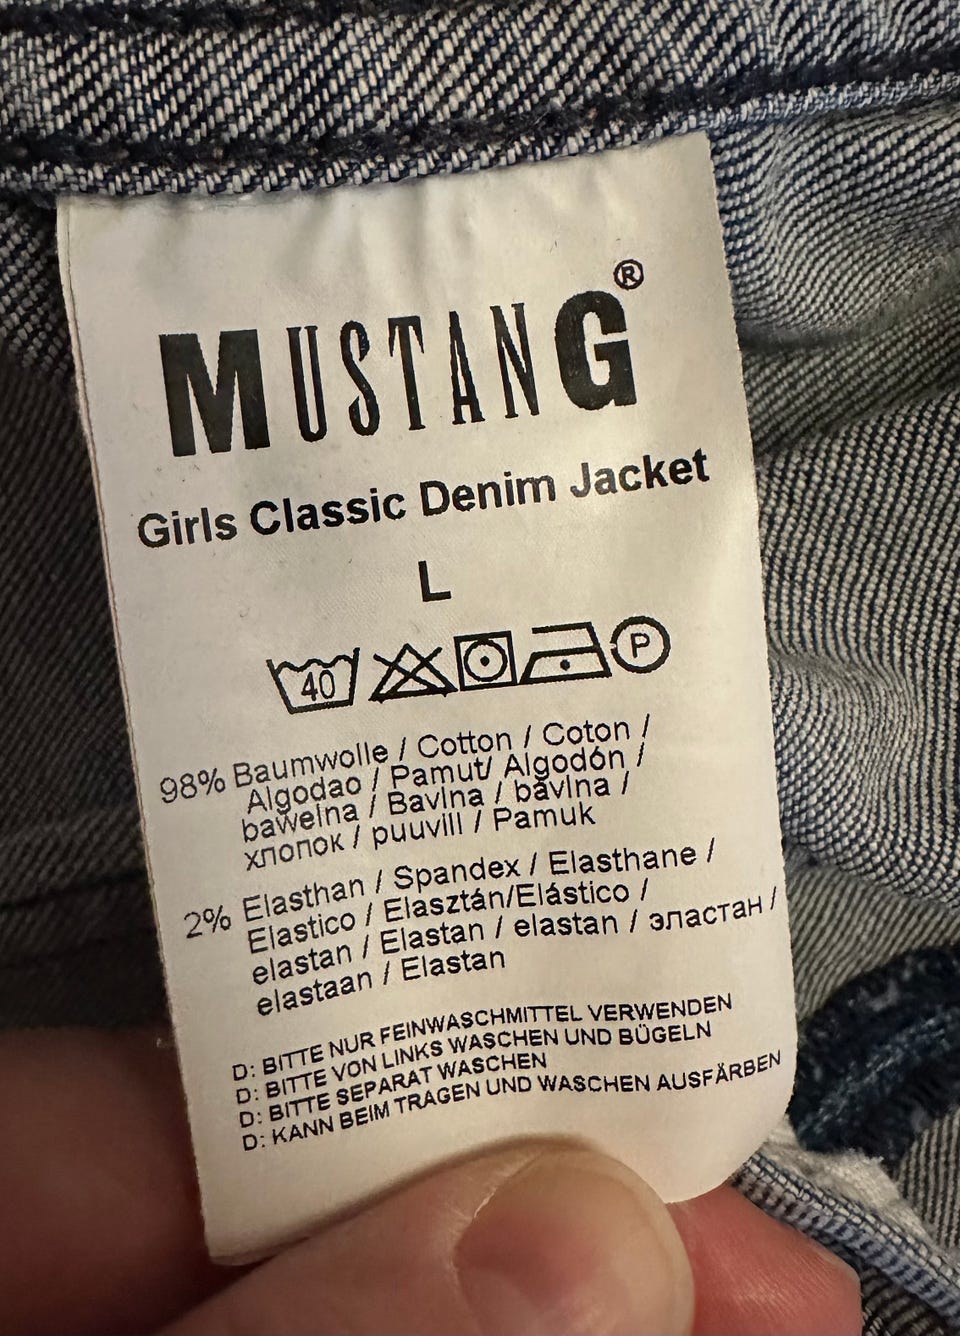 MUSTANG®
Girls Classic Denim Jacket
L
40 P
98% Baumwolle / Cotton / Coton /
Algodao / Pamut/ Algodón /
bawełna / Bavlna / bavlna /
хлопок / puuvill / Pamuk
2% Elasthan / Spandex / Elasthane /
Elastico / Elasztán/Elástico /
elastan / Elastan / elastan / эластан /
elastaan / Elastan
D: BITTE NUR FEINWASCHMITTEL VERWENDEN
D: BITTE VON LINKS WASCHEN UND BÜGELN
D: BITTE SEPARAT WASCHEN
D: KANN BEIM TRAGEN UND WASCHEN AUSFÄRBEN